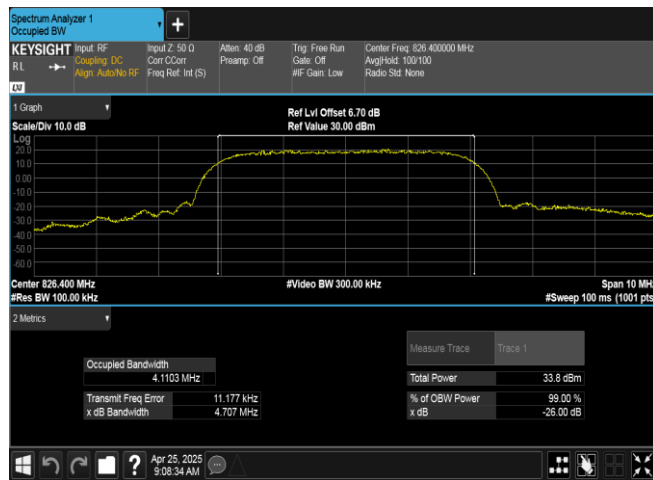 Spectrum Analyzer 1
Occupied BW
+
KEYSIGHT
RL
LXI
Input: RF
Coupling: DC
Align: Auto/No RF
Input Z: 50 Ω
Corr CCorr
Freq Ref: Int (S)
Atten: 40 dB
Preamp: Off
Trig: Free Run
Gate: Off
#IF Gain: Low
Center Freq: 826.400000 MHz
Avg|Hold: 100/100
Radio Std: None
1 Graph
Scale/Div 10.0 dB
Ref Lvl Offset 6.70 dB
Ref Value 30.00 dBm
Log
20.0
10.0
0.00
-10.0
-20.0
-30.0
-40.0
-50.0
-60.0
Center 826.400 MHz
#Video BW 300.00 kHz
Span 10 MH
#Res BW 100.00 kHz
#Sweep 100 ms (1001 pts
2 Metrics
Measure Trace Trace 1
Occupied Bandwidth
4.1103 MHz
Total Power 33.8 dBm
Transmit Freq Error 11.177 kHz
% of OBW Power 99.00 %
x dB Bandwidth 4.707 MHz
x dB -26.00 dB
?
Apr 25, 2025
9:08:34 AM